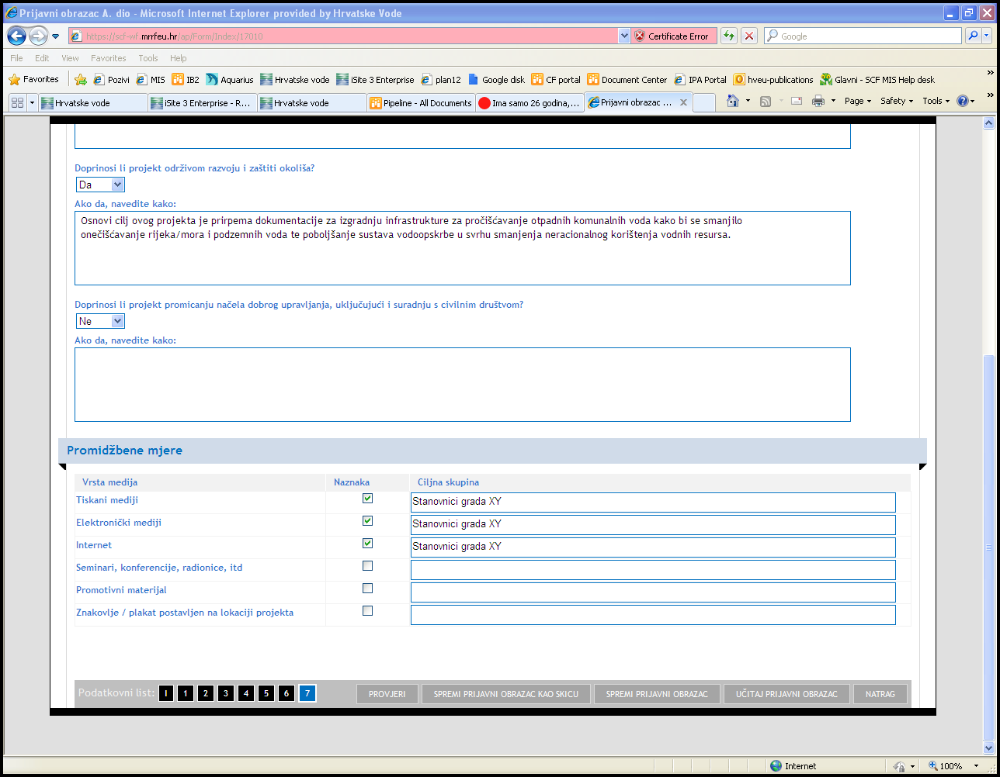 Prijavni obrazac A. dio - Microsoft Internet Explorer provided by Hrvatske Vode
https://scf-wf.mrrfeu.hr/ap/Form/Index/17010
Certificate Error
Google
File Edit View Favorites Tools Help
Favorites Pozivi MIS IB2 Aquarius Hrvatske vode iSite 3 Enterprise plan12 Google disk CF portal Document Center IPA Portal hveu-publications Glavni - SCF MIS Help desk
Hrvatske vode iSite 3 Enterprise - R... Hrvatske vode Pipeline - All Documents Ima samo 26 godina,... Prijavni obrazac ... Page Safety Tools
Doprinosi li projekt održivom razvoju i zaštiti okoliša?
Da
Ako da, navedite kako:
Osnovi cilj ovog projekta je prirpema dokumentacije za izgradnju infrastrukture za pročišćavanje otpadnih komunalnih voda kako bi se smanjilo
onečišćavanje rijeka/mora i podzemnih voda te poboljšanje sustava vodoopskrbe u svrhu smanjenja neracionalnog korištenja vodnih resursa.
Doprinosi li projekt promicanju načela dobrog upravljanja, uključujući i suradnju s civilnim društvom?
Ne
Ako da, navedite kako:
Promidžbene mjere
Vrsta medija Naznaka Ciljna skupina
Tiskani mediji Stanovnici grada XY
Elektronički mediji Stanovnici grada XY
Internet Stanovnici grada XY
Seminari, konferencije, radionice, itd
Promotivni materijal
Znakovlje / plakat postavljen na lokaciji projekta
Podatkovni list: I 1 2 3 4 5 6 7 PROVJERI SPREMI PRIJAVNI OBRAZAC KAO SKICU SPREMI PRIJAVNI OBRAZAC UČITAJ PRIJAVNI OBRAZAC NATRAG
Internet 100%